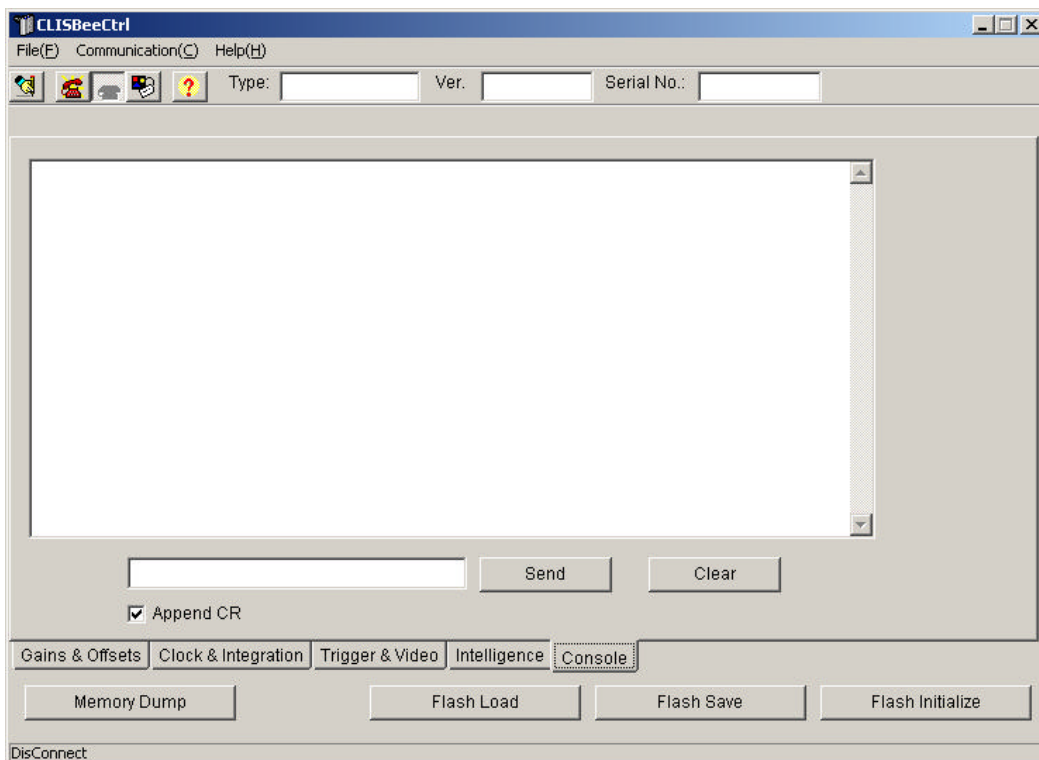 CLISBeeCtrl
File(F) Communication(C) Help(H)
Type: Ver. Serial No.:
Send Clear
Append CR
Gains & Offsets Clock & Integration Trigger & Video Intelligence Console
Memory Dump Flash Load Flash Save Flash Initialize
DisConnect